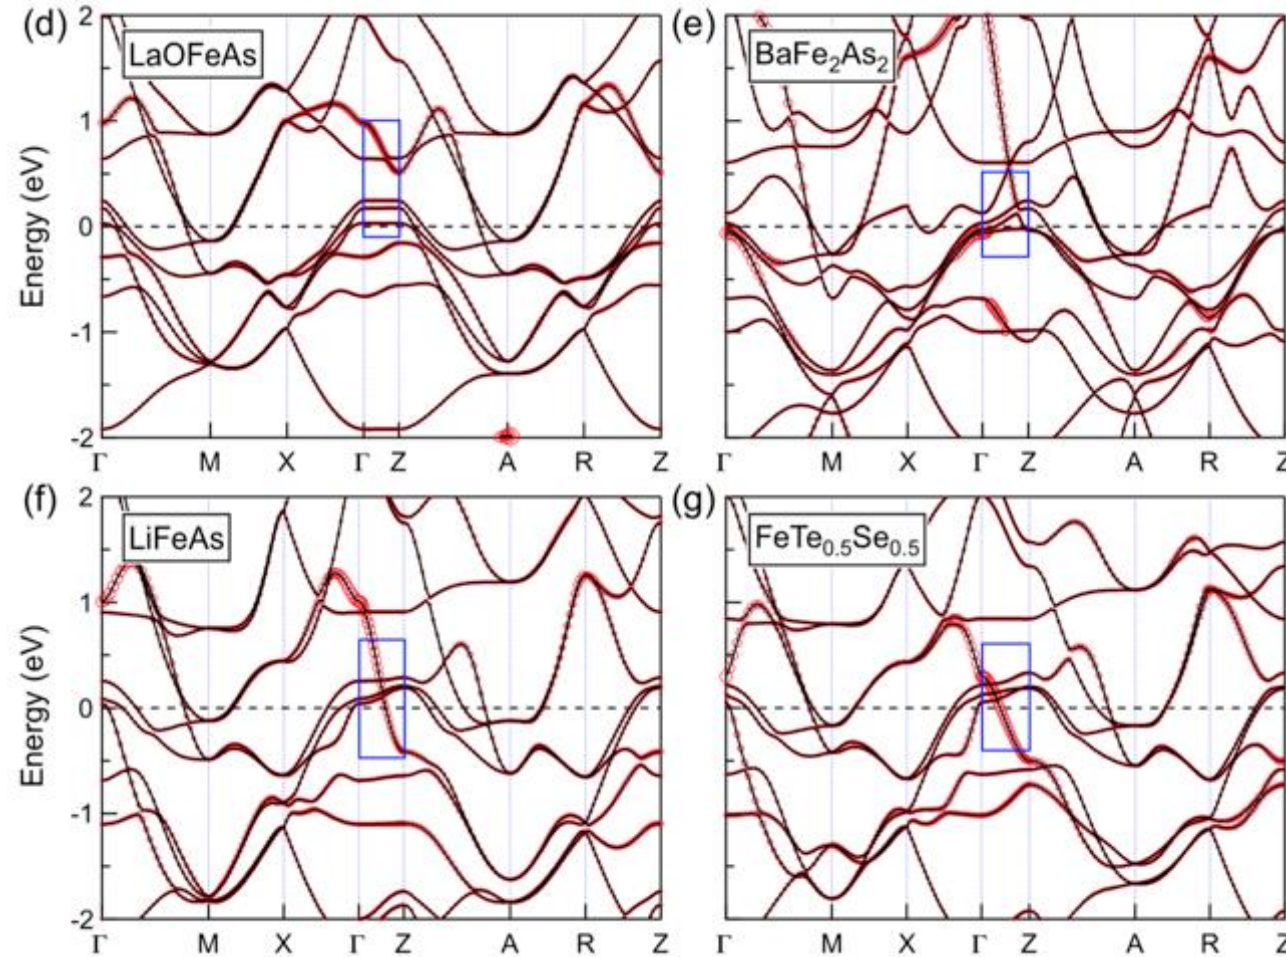 (d) LaOFeAs
(e) BaFe₂As₂
Energy (eV)
2
1
0
-1
-2
Γ M X Γ Z A R Z
Γ M X Γ Z A R Z
(f) LiFeAs
(g) FeTe₀.₅Se₀.₅
Energy (eV)
2
1
0
-1
-2
Γ M X Γ Z A R Z
Γ M X Γ Z A R Z